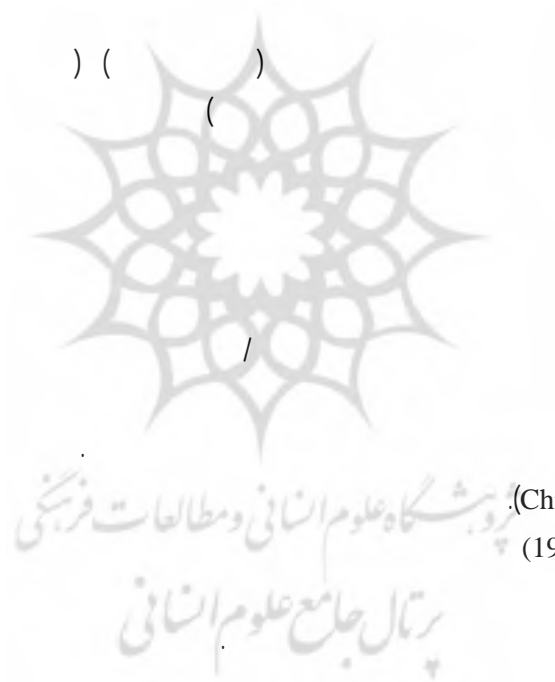 ) (
)
(
/
.
.(Ch
پژوهشگاه علوم انسانی و مطالعات فرهنگی
(19
پرتال جامع علوم انسانی
.